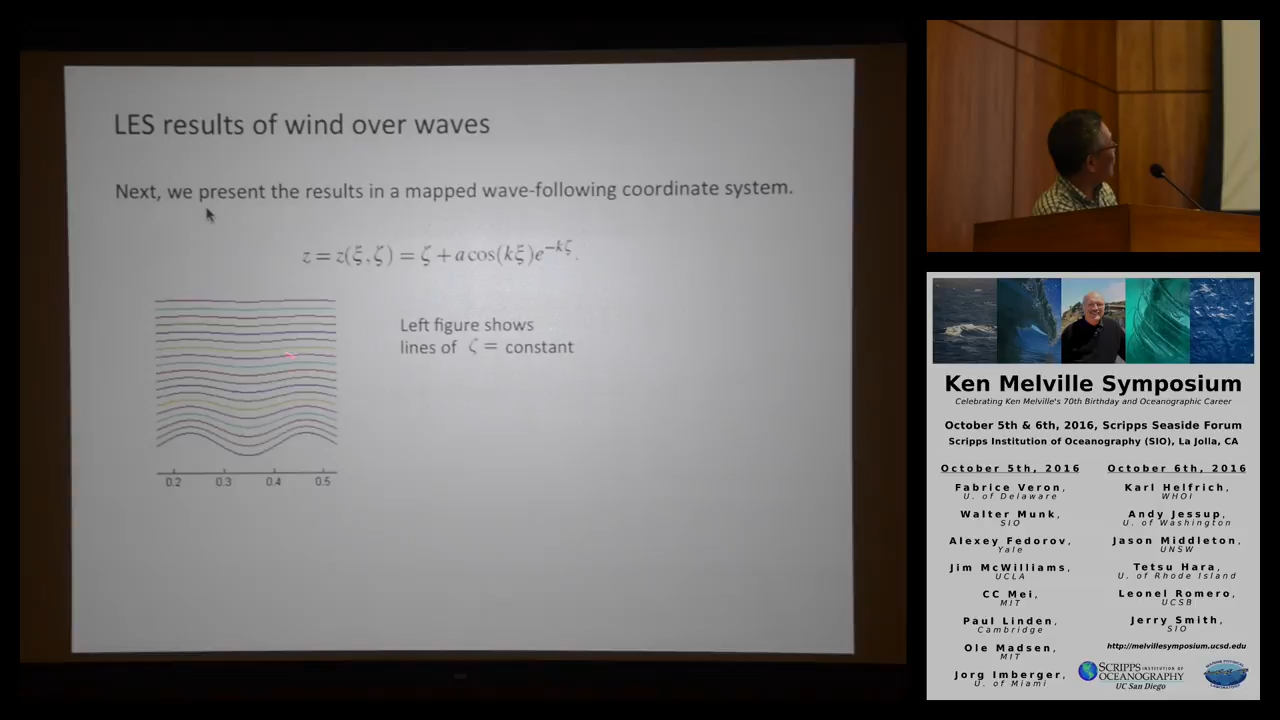 LES results of wind over waves
Next, we present the results in a mapped wave-following coordinate system.
z = z(ξ,ζ) = ζ + a cos(kξ)e^{−kζ}.
Left figure shows
lines of ζ = constant
0.2 0.3 0.4 0.5
Ken Melville Symposium
Celebrating Ken Melville's 70th Birthday and Oceanographic Career
October 5th & 6th, 2016, Scripps Seaside Forum
Scripps Institution of Oceanography (SIO), La Jolla, CA
October 5th, 2016
Fabrice Veron,
U. of Delaware
Walter Munk,
SIO
Alexey Fedorov,
Yale
Jim McWilliams,
UCLA
CC Mei,
MIT
Paul Linden,
Cambridge
Ole Madsen,
MIT
Jorg Imberger,
U. of Miami
October 6th, 2016
Karl Helfrich,
WHOI
Andy Jessup,
U. of Washington
Jason Middleton,
UNSW
Tetsu Hara,
U. of Rhode Island
Leonel Romero,
UCSB
Jerry Smith,
SIO
http://melvillesymposium.ucsd.edu
SCRIPPS INSTITUTION OF
OCEANOGRAPHY
UC San Diego